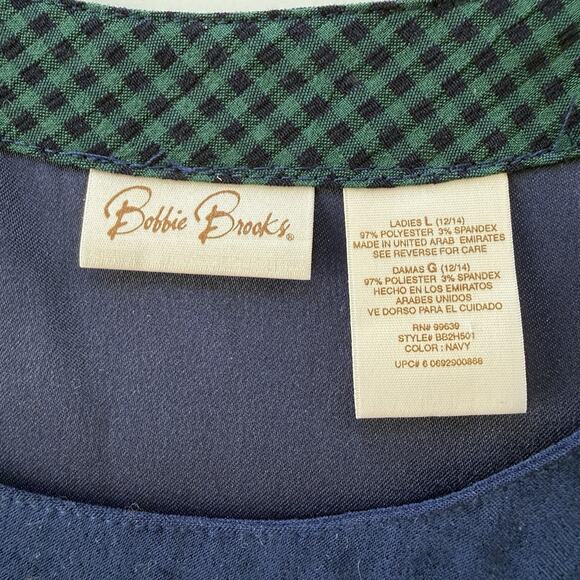 Bobbie Brooks®
LADIES L (12/14)
97% POLYESTER 3% SPANDEX
MADE IN UNITED ARAB EMIRATES
SEE REVERSE FOR CARE
DAMAS G (12/14)
97% POLIESTER 3% SPANDEX
HECHO EN LOS EMIRATOS
ARABES UNIDOS
VE DORSO PARA EL CUIDADO
RN# 99639
STYLE# BB2H501
COLOR : NAVY
UPC# 6 0692900868